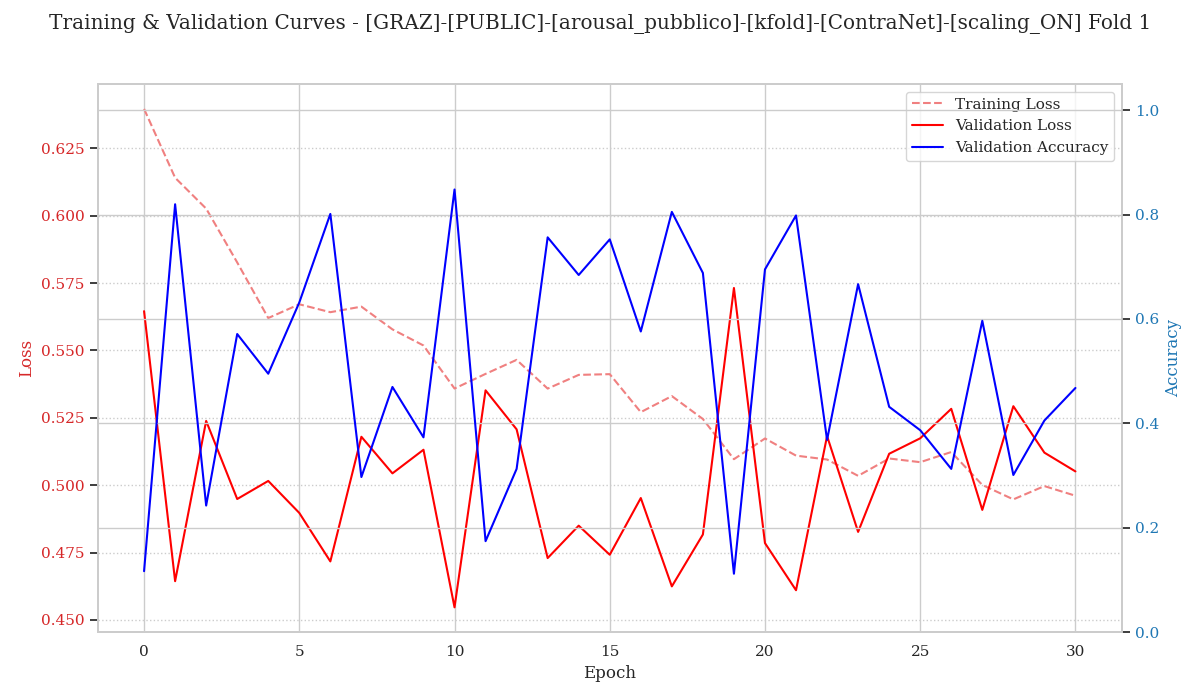 Training & Validation Curves - [GRAZ]-[PUBLIC]-[arousal_pubblico]-[kfold]-[ContraNet]-[scaling_ON] Fold 1
Training Loss
Validation Loss
Validation Accuracy
0.625
0.600
0.575
0.550
0.525
0.500
0.475
0.450
Loss
1.0
0.8
0.6
0.4
0.2
0.0
Accuracy
0 5 10 15 20 25 30
Epoch